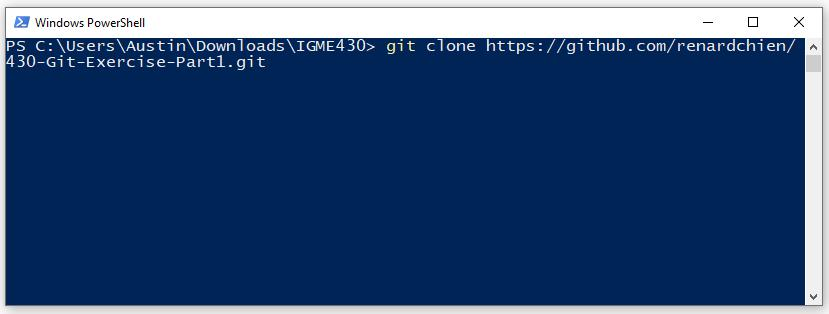 Windows PowerShell
PS C:\Users\Austin\Downloads\IGME430> git clone https://github.com/renardchien/
430-Git-Exercise-Part1.git